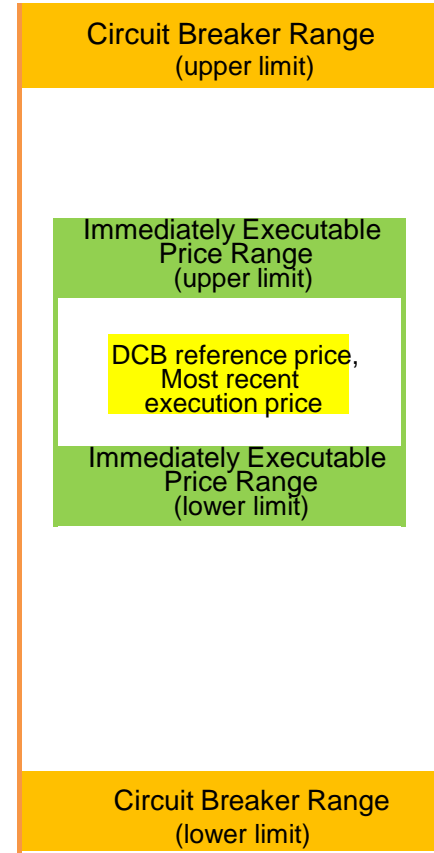 Circuit Breaker Range
(upper limit)
Immediately Executable
Price Range
(upper limit)
DCB reference price,
Most recent
execution price
Immediately Executable
Price Range
(lower limit)
Circuit Breaker Range
(lower limit)